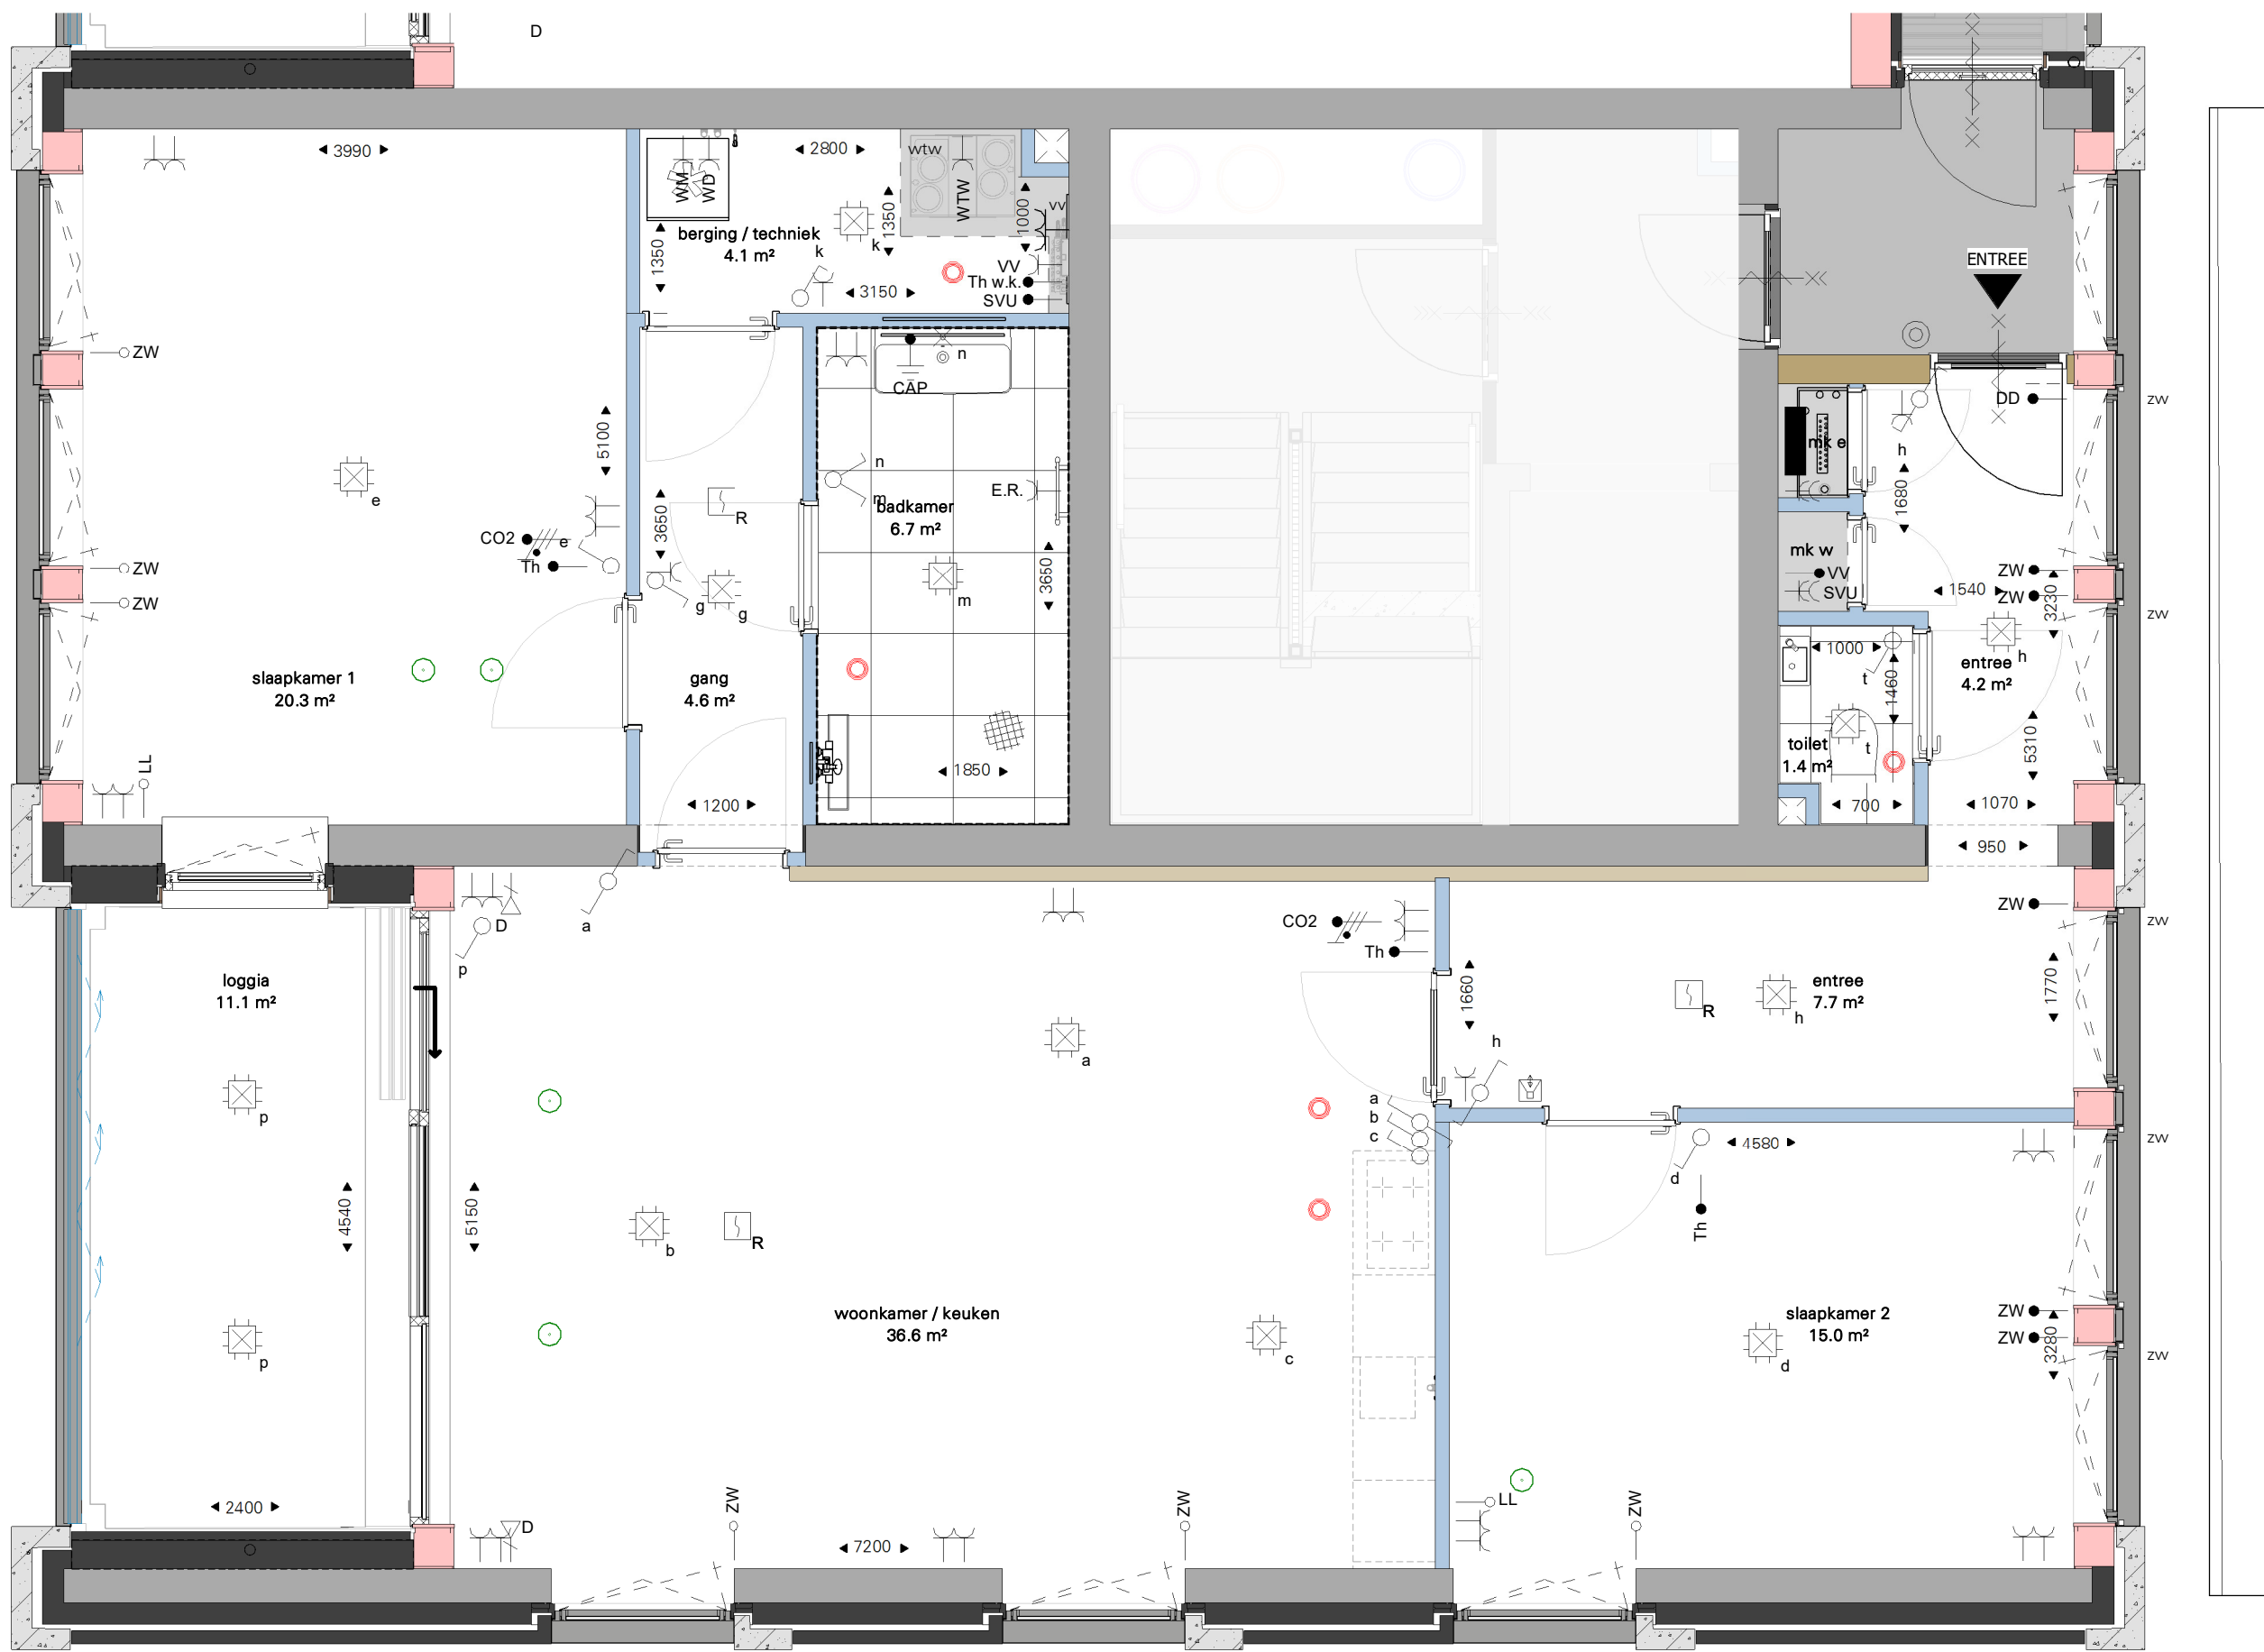 D
3990
2800
wtw
WM
WD
WTW
1350
1000
vv
berging / techniek
4.1 m²
k
k
1350
VV
Th w.k.
SVU
3150
ENTREE
ZW
n
CAP
DD
zw
5100
n
m
h
mk e
1680
e
CO2
e
Th
3650
R
badkamer
6.7 m²
E.R.
3650
g
g
m
mk w
VV
SVU
ZW
ZW
1540
ZW
ZW
3230
zw
h
1000
1460
t
entree
4.2 m²
slaapkamer 1
20.3 m²
gang
4.6 m²
toilet
1.4 m²
t
5310
LL
1850
1200
700
1070
950
a
D
p
CO2
Th
ZW
zw
loggia
11.1 m²
1660
entree
7.7 m²
1770
R
h
a
h
p
a
b
c
4580
zw
d
Th
4540
5150
b
R
woonkamer / keuken
36.6 m²
slaapkamer 2
15.0 m²
ZW
ZW
3280
zw
p
c
d
2400
D
ZW
7200
ZW
LL
ZW